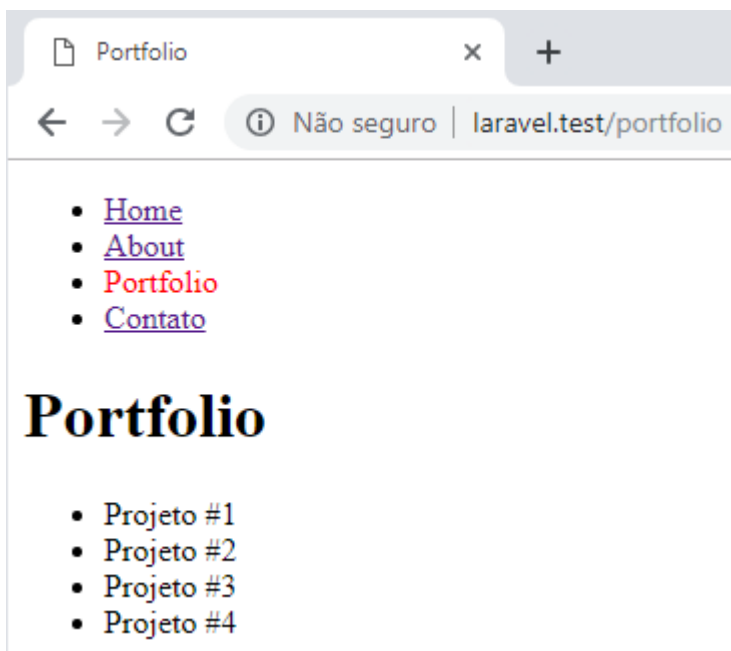 Portfolio
Não seguro | laravel.test/portfolio
Home
About
Portfolio
Contato
Portfolio
Projeto #1
Projeto #2
Projeto #3
Projeto #4